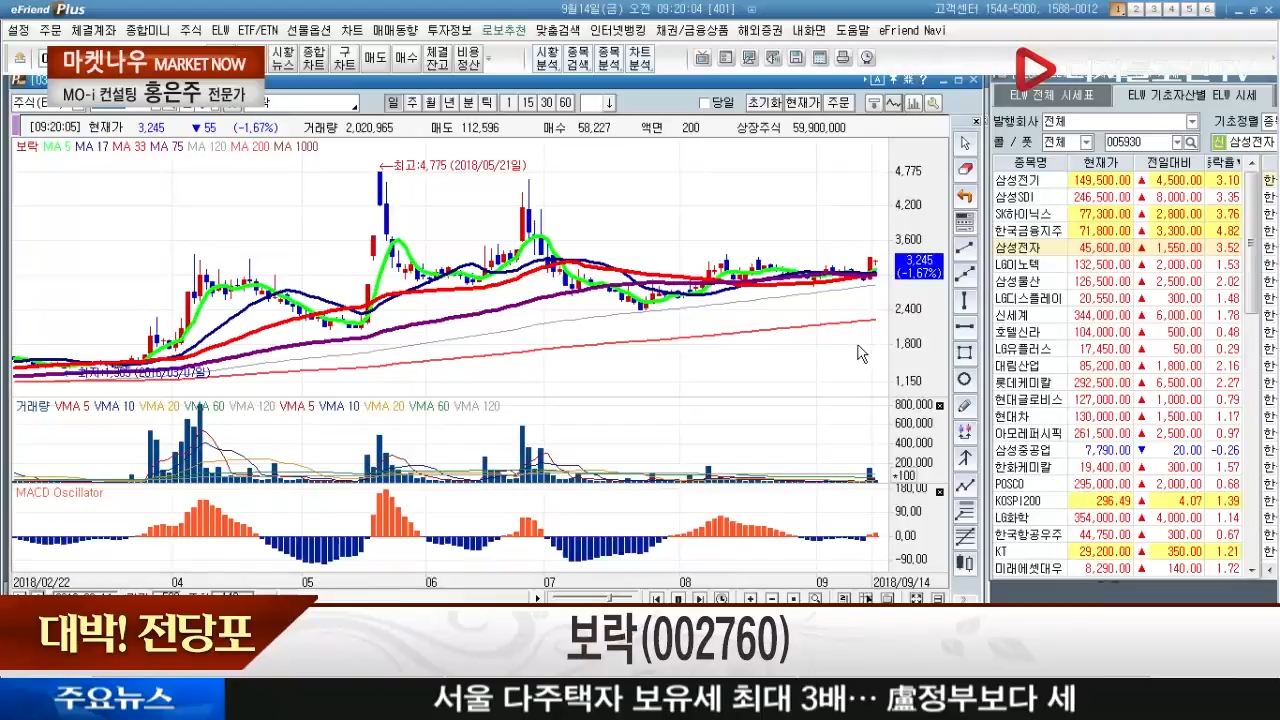 eFriend Plus
9월14일(금) 오전 09:20:04 [401]
고객센터 1544-5000, 1588-0012
1 2 3 4 5 6
설정 주문 체결계좌 종합미니 주식 ELW ETF/ETN 선물옵션 차트 매매동향 투자정보 로보추천 맞춤검색 인터넷뱅킹 채권/금융상품 해외증권 내화면 도움말 eFriend Navi
마켓나우 MARKET NOW
MO-i 컨설팅 홍은주 전문가
시황뉴스 종합차트 구차트 매도 매수 체결잔고 비용정산 시황분석 종목검색 종목분석 차트분석
일 주 월 년 분 틱 1 15 30 60 당일 초기화 현재가 주문
[09:20:05] 현재가 3,245 ▼ 55 (-1,67%) 거래량 2,020,965 매도 112,596 매수 58,227 액면 200 상장주식 59,900,000
보락 MA 5 MA 17 MA 33 MA 75 MA 120 MA 200 MA 1000
←최고:4,775 (2018/05/21일)
4,775
4,200
3,600
3,245
(-1,67%)
2,400
1,800
1,150
거래량 VMA 5 VMA 10 VMA 20 VMA 60 VMA 120 VMA 5 VMA 10 VMA 20 VMA 60 VMA 120
800,000
600,000
400,000
200,000
*100
MACD Oscillator
180,00
90,00
0,00
-90,00
2018/02/22 04 05 06 07 08 09 2018/09/14
ELW 전체 시세표 ELW 기초자산별 ELW 시세
발행회사 전체 기초정렬
콜 / 풋 전체 005930 신 삼성전자
종목명 현재가 전일대비
삼성전기 149,500.00 ▲ 4,500.00 3.10
삼성SDI 246,500.00 ▲ 8,000.00 3.35
SK하이닉스 77,300.00 ▲ 2,800.00 3.76
한국금융지주 71,800.00 ▲ 3,300.00 4.82
삼성전자 45,600.00 ▲ 1,550.00 3.52
LG이노텍 132,500.00 ▲ 2,000.00 1.53
삼성물산 126,500.00 ▲ 2,500.00 2.02
LG디스플레이 20,550.00 ▲ 300.00 1.48
신세계 344,000.00 ▲ 6,000.00 1.78
호텔신라 104,000.00 ▲ 500.00 0.48
LG유플러스 17,450.00 ▲ 50.00 0.29
대림산업 85,200.00 ▲ 1,800.00 2.16
롯데케미칼 292,500.00 ▲ 6,500.00 2.27
현대글로비스 127,000.00 ▲ 1,000.00 0.79
현대차 130,000.00 ▲ 1,500.00 1.17
아모레퍼시픽 261,500.00 ▲ 2,500.00 0.97
삼성중공업 7,790.00 ▼ 20.00 -0.26
한화케미칼 19,400.00 ▲ 300.00 1.57
POSCO 295,000.00 ▲ 2,000.00 0.68
KOSPI200 296.49 ▲ 4.07 1.39
LG화학 354,000.00 ▲ 4,000.00 1.14
한국항공우주 44,750.00 ▲ 300.00 0.67
KT 29,200.00 ▲ 350.00 1.21
미래에셋대우 8,290.00 ▲ 140.00 1.72
대박! 전당포
보락(002760)
주요뉴스
서울 다주택자 보유세 최대 3배… 盧정부보다 세